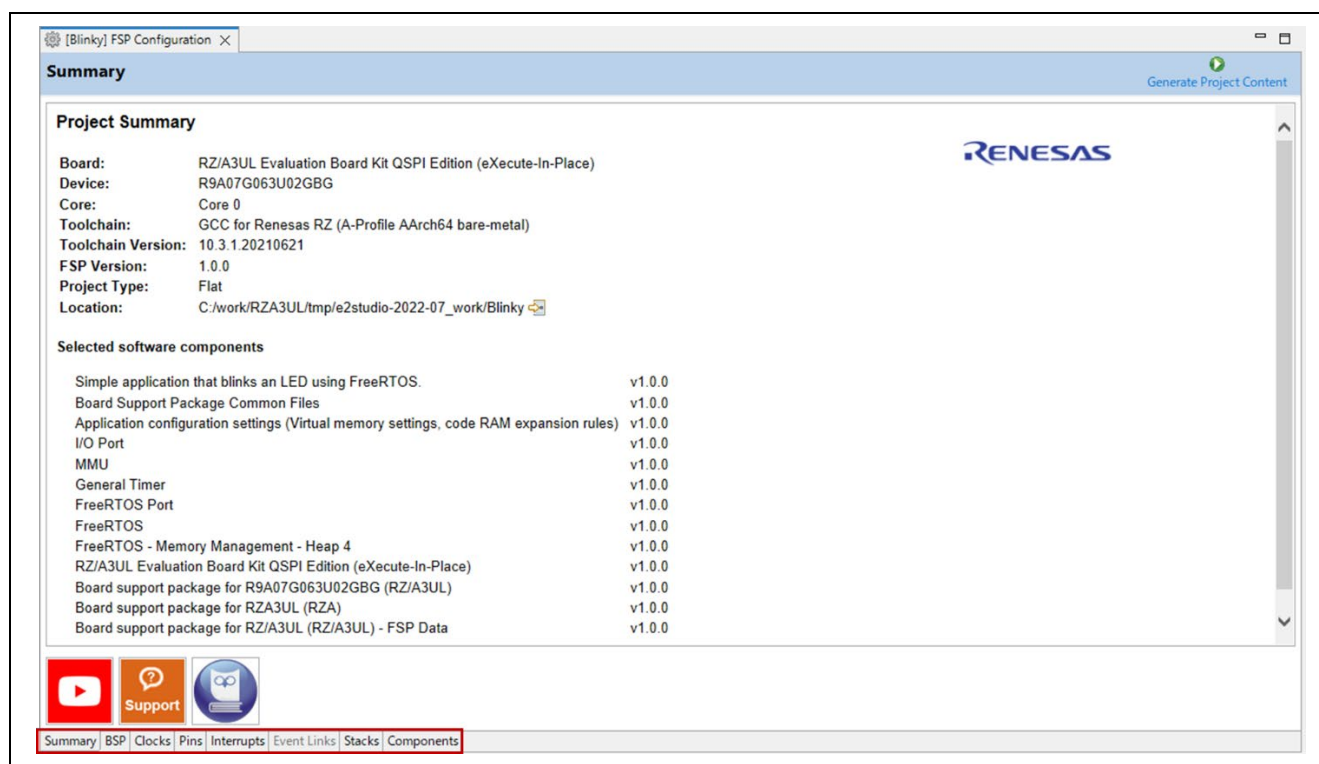 [Blinky] FSP Configuration
Summary
Generate Project Content
Project Summary
RENESAS
Board: RZ/A3UL Evaluation Board Kit QSPI Edition (eXecute-In-Place)
Device: R9A07G063U02GBG
Core: Core 0
Toolchain: GCC for Renesas RZ (A-Profile AArch64 bare-metal)
Toolchain Version: 10.3.1.20210621
FSP Version: 1.0.0
Project Type: Flat
Location: C:/work/RZA3UL/tmp/e2studio-2022-07_work/Blinky
Selected software components
Simple application that blinks an LED using FreeRTOS. v1.0.0
Board Support Package Common Files v1.0.0
Application configuration settings (Virtual memory settings, code RAM expansion rules) v1.0.0
I/O Port v1.0.0
MMU v1.0.0
General Timer v1.0.0
FreeRTOS Port v1.0.0
FreeRTOS v1.0.0
FreeRTOS - Memory Management - Heap 4 v1.0.0
RZ/A3UL Evaluation Board Kit QSPI Edition (eXecute-In-Place) v1.0.0
Board support package for R9A07G063U02GBG (RZ/A3UL) v1.0.0
Board support package for RZA3UL (RZA) v1.0.0
Board support package for RZ/A3UL (RZ/A3UL) - FSP Data v1.0.0
Support
Summary BSP Clocks Pins Interrupts Event Links Stacks Components